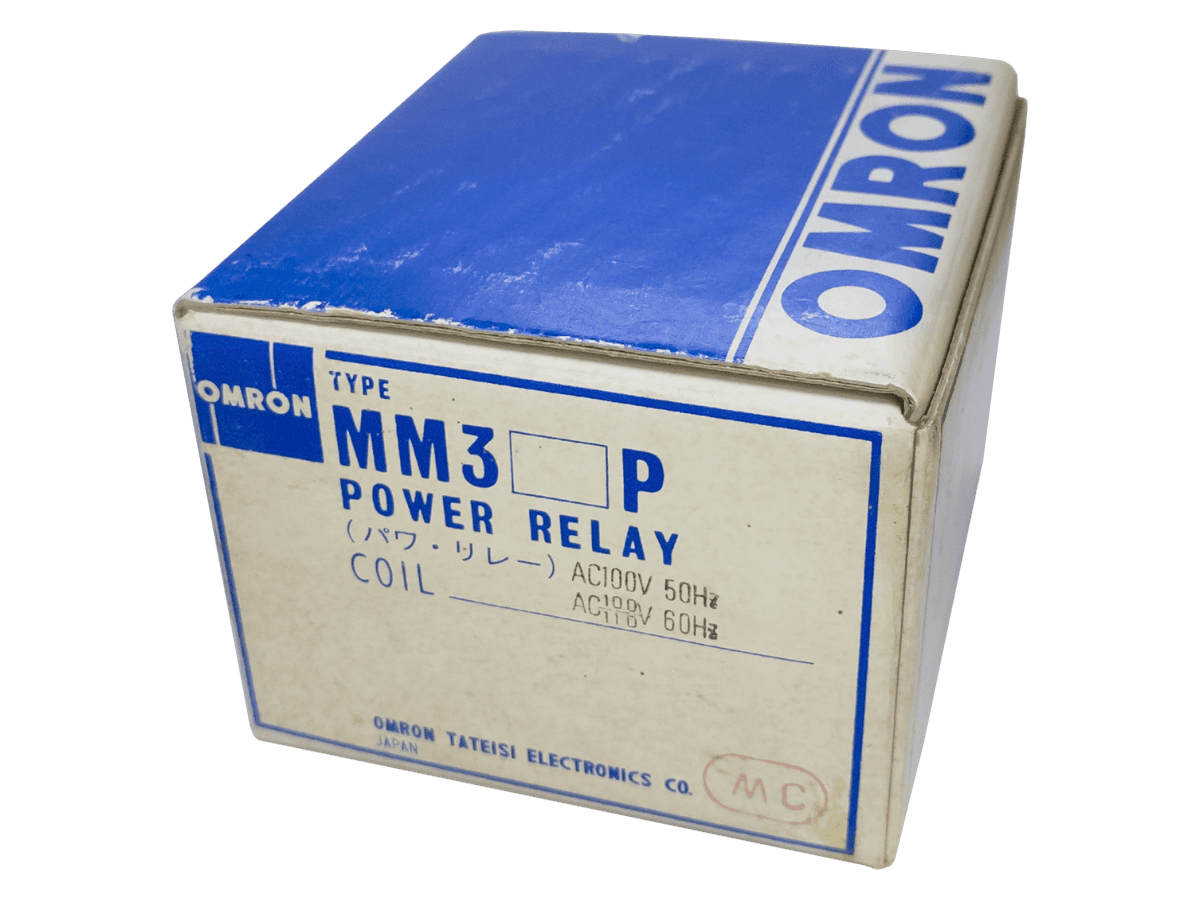 OMRON
OMRON
TYPE
MM3 P
POWER RELAY
(パワ・リレー)
COIL
AC100V 50Hz
AC100/110V 60Hz
OMRON TATEISI ELECTRONICS CO.
JAPAN
MC